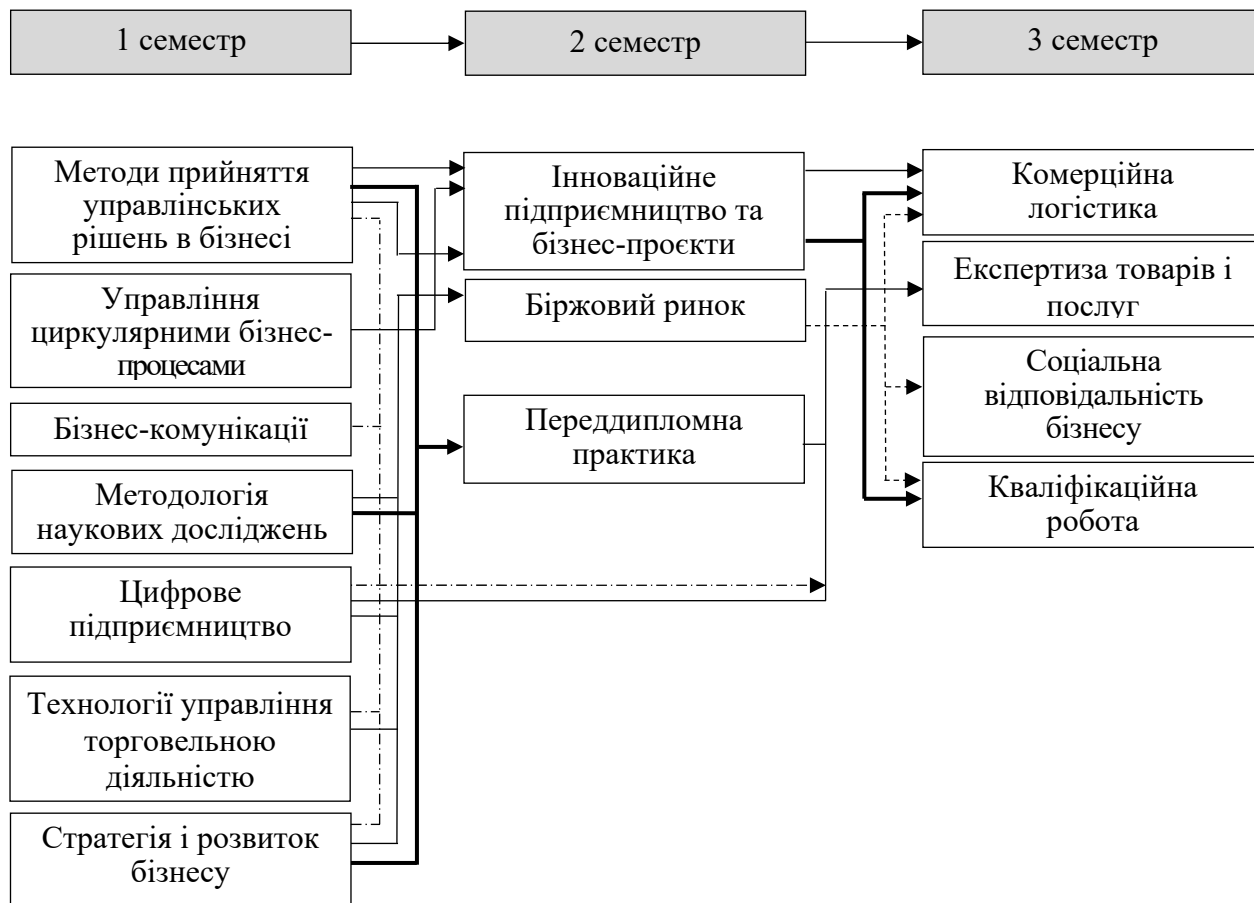 1 семестр
2 семестр
3 семестр
Методи прийняття
управлінських
рішень в бізнесі
Управління
циркулярними бізнес-
процесами
Бізнес-комунікації
Методологія
наукових досліджень
Цифрове
підприємництво
Технології управління
торговельною
діяльністю
Стратегія і розвиток
бізнесу
Інноваційне
підприємництво та
бізнес-проєкти
Біржовий ринок
Переддипломна
практика
Комерційна
логістика
Експертиза товарів і
послуг
Соціальна
відповідальність
бізнесу
Кваліфікаційна
робота